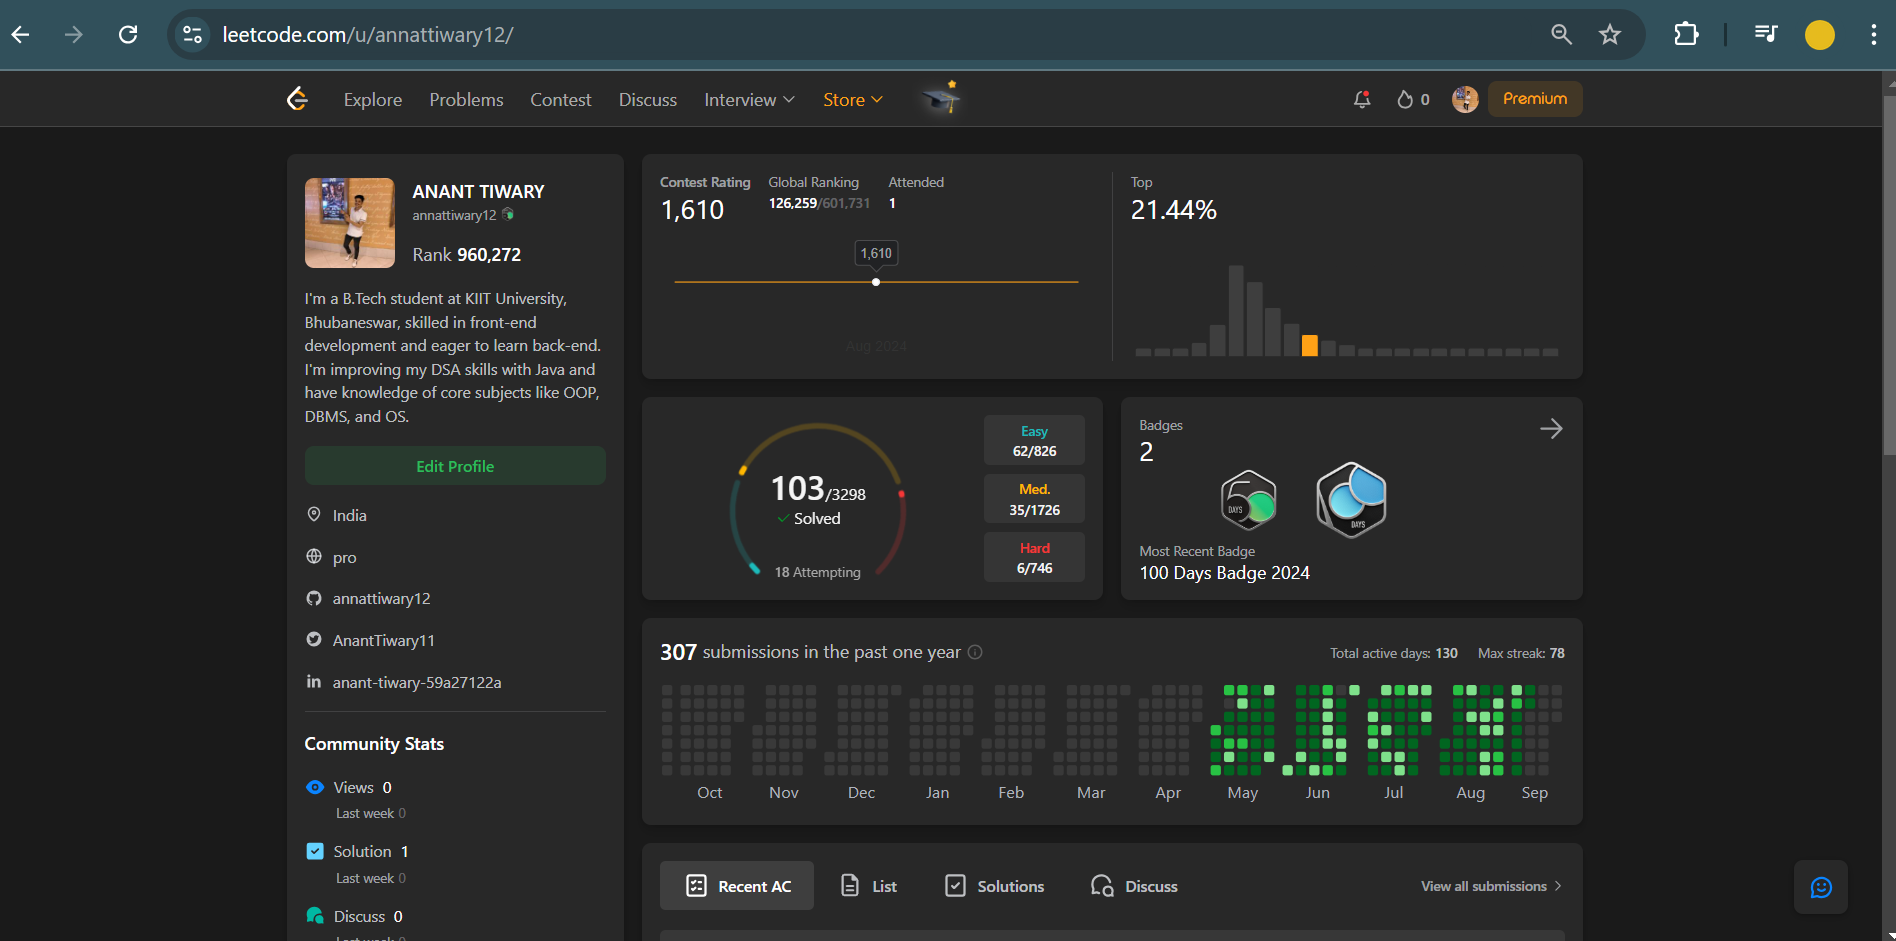 leetcode.com/u/annattiwary12/
Explore Problems Contest Discuss Interview Store 0 Premium
ANANT TIWARY
annattiwary12
Rank 960,272
I'm a B.Tech student at KIIT University,
Bhubaneswar, skilled in front-end
development and eager to learn back-end.
I'm improving my DSA skills with Java and
have knowledge of core subjects like OOP,
DBMS, and OS.
Edit Profile
India
pro
annattiwary12
AnantTiwary11
in anant-tiwary-59a27122a
Community Stats
Views 0
Last week 0
Solution 1
Last week 0
Discuss 0
Last week 0
Contest Rating Global Ranking Attended
1,610 126,259/601,731 1
1,610
Aug 2024
Top
21.44%
103/3298
Solved
18 Attempting
Easy
62/826
Med.
35/1726
Hard
6/746
Badges
2
50
DAYS
100
DAYS
Most Recent Badge
100 Days Badge 2024
307 submissions in the past one year Total active days: 130 Max streak: 78
Oct Nov Dec Jan Feb Mar Apr May Jun Jul Aug Sep
Recent AC List Solutions Discuss View all submissions